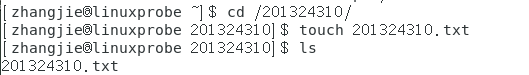 [zhangjie@linuxprobe ~]$ cd /201324310/
[zhangjie@linuxprobe 201324310]$ touch 201324310.txt
[zhangjie@linuxprobe 201324310]$ ls
201324310.txt